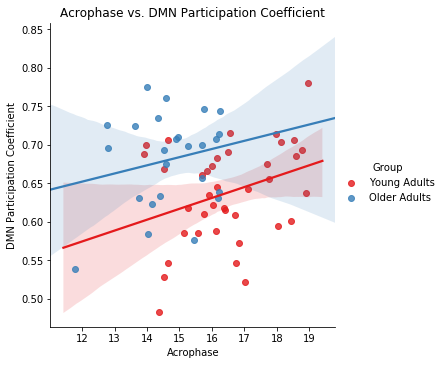 Acrophase vs. DMN Participation Coefficient
0.85
0.80
0.75
0.70
0.65
0.60
0.55
0.50
DMN Participation Coefficient
12 13 14 15 16 17 18 19
Acrophase
Group
Young Adults
Older Adults